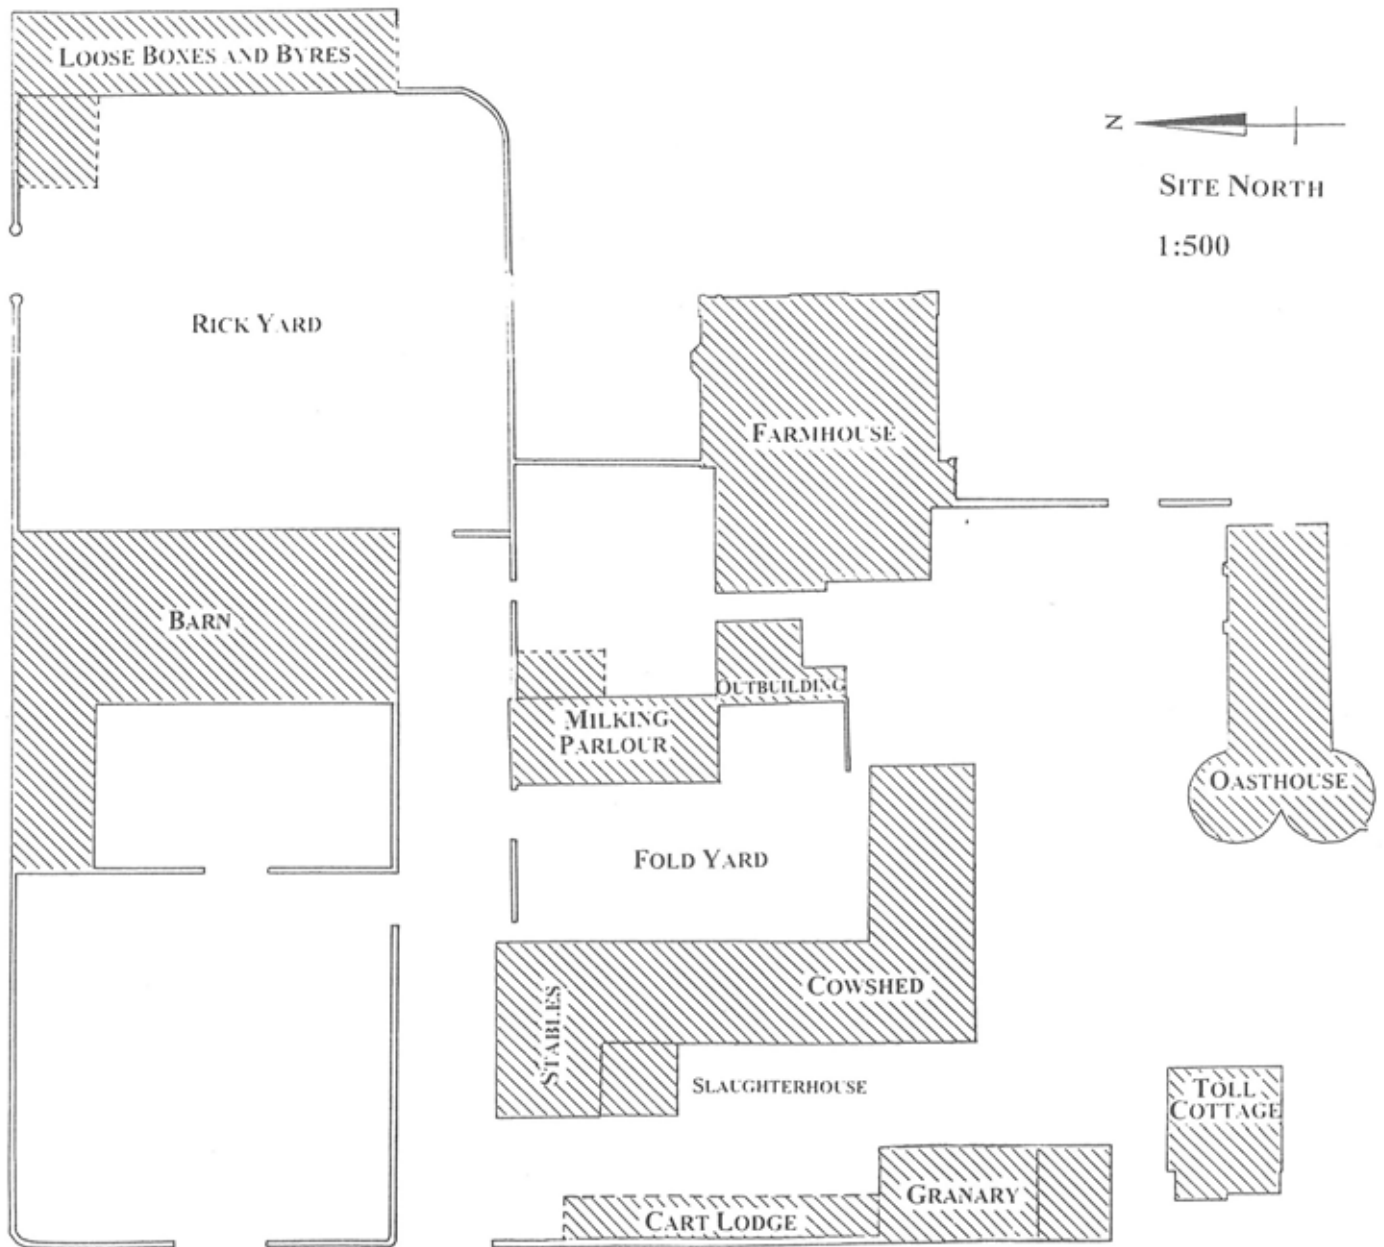 LOOSE BOXES AND BYRES
N
SITE NORTH
1:500
RICK YARD
FARMHOUSE
BARN
OUTBUILDING
MILKING
PARLOUR
OASTHOUSE
FOLD YARD
COWSHED
STABLES
SLAUGHTERHOUSE
TOLL
COTTAGE
GRANARY
CART LODGE